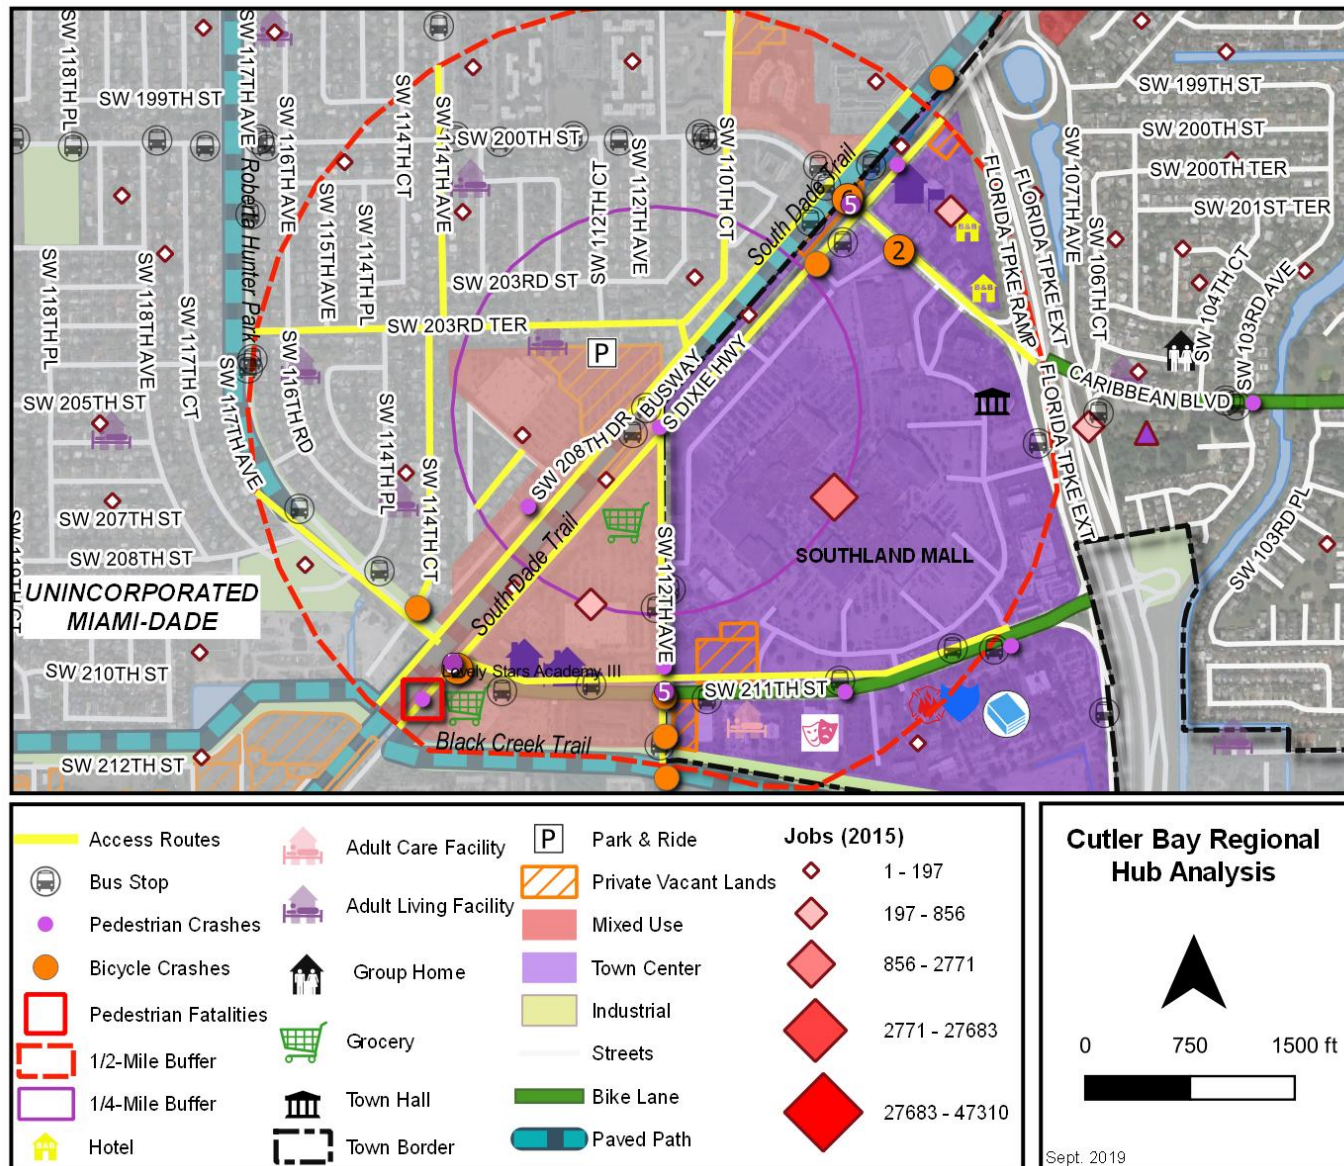 SW 118TH PL
SW 199TH ST
SW 117TH AVE
Roberta Hunter Park
SW 116TH AVE
SW 115TH AVE
SW 114TH PL
SW 114TH CT
SW 114TH AVE
SW 200TH ST
SW 112TH CT
SW 112TH AVE
SW 110TH CT
South Dade Trail
SW 203RD ST
SW 203RD TER
FLORIDA TPKE RAMP
FLORIDA TPKE EXT
SW 107TH AVE
SW 106TH CT
SW 199TH ST
SW 200TH ST
SW 200TH TER
SW 201ST TER
SW 104TH CT
SW 103RD AVE
CARIBBEAN BLVD
6
5
2
P
SW 118TH PL
SW 118TH AVE
SW 117TH CT
SW 117TH AVE
SW 116TH RD
SW 114TH PL
SW 114TH CT
SW 205TH ST
SW 207TH ST
SW 208TH ST
SW 118TH CT
SW 208TH DR
BUSWAY
S DIXIE HWY
South Dade Trail
SW 112TH AVE
SOUTHLAND MALL
FLORIDA TPKE EXT
SW 103RD PL
UNINCORPORATED
MIAMI-DADE
SW 210TH ST
Lovely Stars Academy III
5
SW 211TH ST
Black Creek Trail
SW 212TH ST
Access Routes
Bus Stop
Pedestrian Crashes
Bicycle Crashes
Pedestrian Fatalities
1/2-Mile Buffer
1/4-Mile Buffer
B&B
Hotel
Adult Care Facility
Adult Living Facility
Group Home
Grocery
Town Hall
Town Border
P
Park & Ride
Private Vacant Lands
Mixed Use
Town Center
Industrial
Streets
Bike Lane
Paved Path
Jobs (2015)
1 - 197
197 - 856
856 - 2771
2771 - 27683
27683 - 47310
Cutler Bay Regional
Hub Analysis
0 750 1500 ft
Sept. 2019